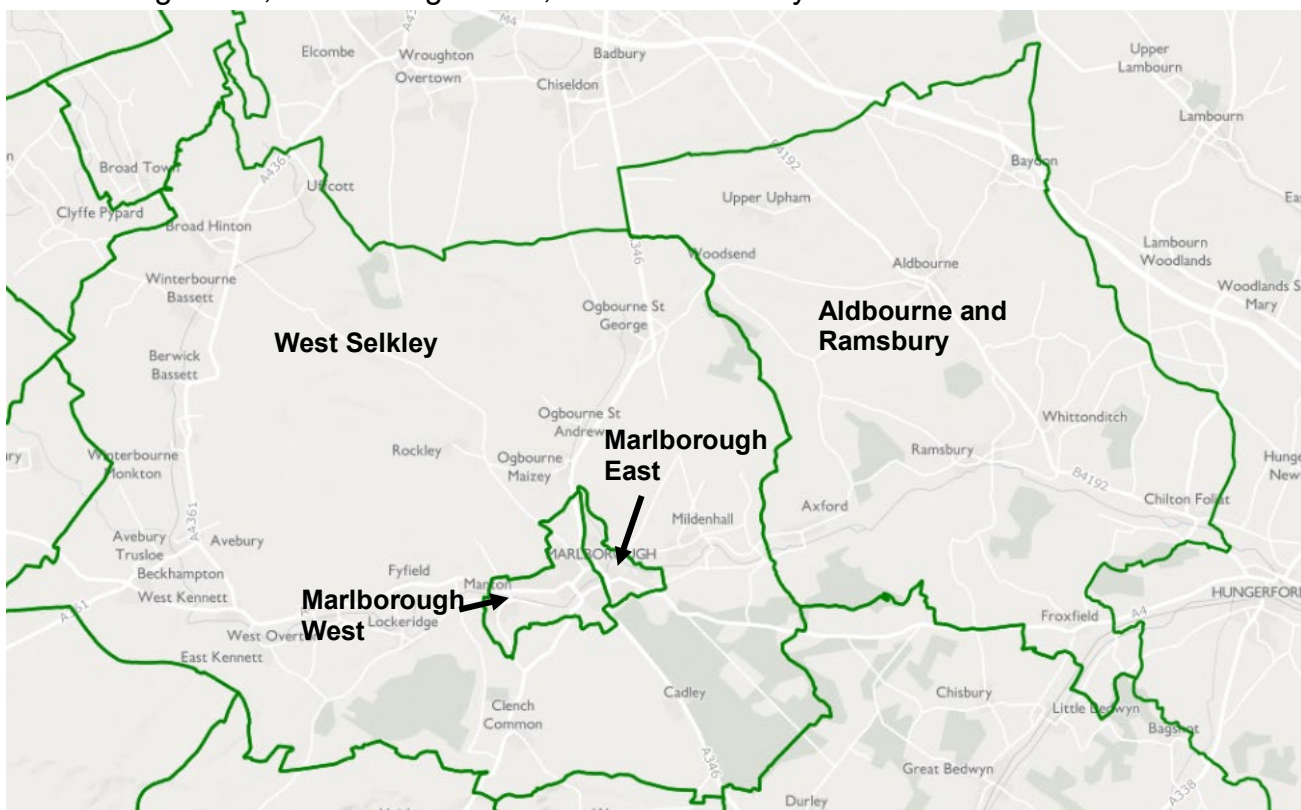 M4
Elcombe
Wroughton
Overtown
Badbury
Chiseldon
Upper
Lambourn
Lambourn
Broad Town
A4361
Uffcott
Clyffe Pypard
Broad Hinton
Upper Upham
Baydon
Winterbourne
Bassett
Woodsend
Aldbourne
Lambourn
Woodlands
Ogbourne St
George
Aldbourne and
Ramsbury
Mary
West Selkley
Berwick
Bassett
Ogbourne St
Whittonditch
Marlborough
East
Rockley
Ogbourne
Maizey
Ramsbury
Winterbourne
Monkton
B4192
Chilton Foliat
A4361
Axford
Mildenhall
Avebury
Trusloe
Avebury
MARLBOROUGH
Beckhampton
Fyfield
Manton
West Kennett
HUNGERFORD
Marlborough
West
A361
Lockeridge
Froxfield
A4
West Overton
East Kennett
Cadley
Chisbury
Clench
Common
Little Bedwyn
Bagshot
A346
Great Bedwyn
Durley
A338